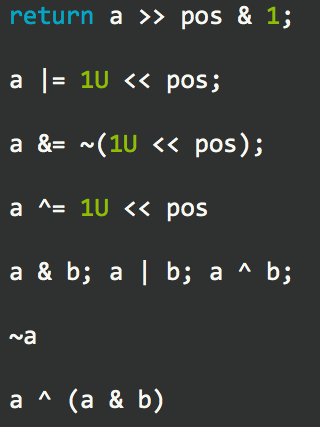 return a >> pos & 1;
a |= 1U << pos;
a &= ~(1U << pos);
a ^= 1U << pos
a & b; a | b; a ^ b;
~a
a ^ (a & b)